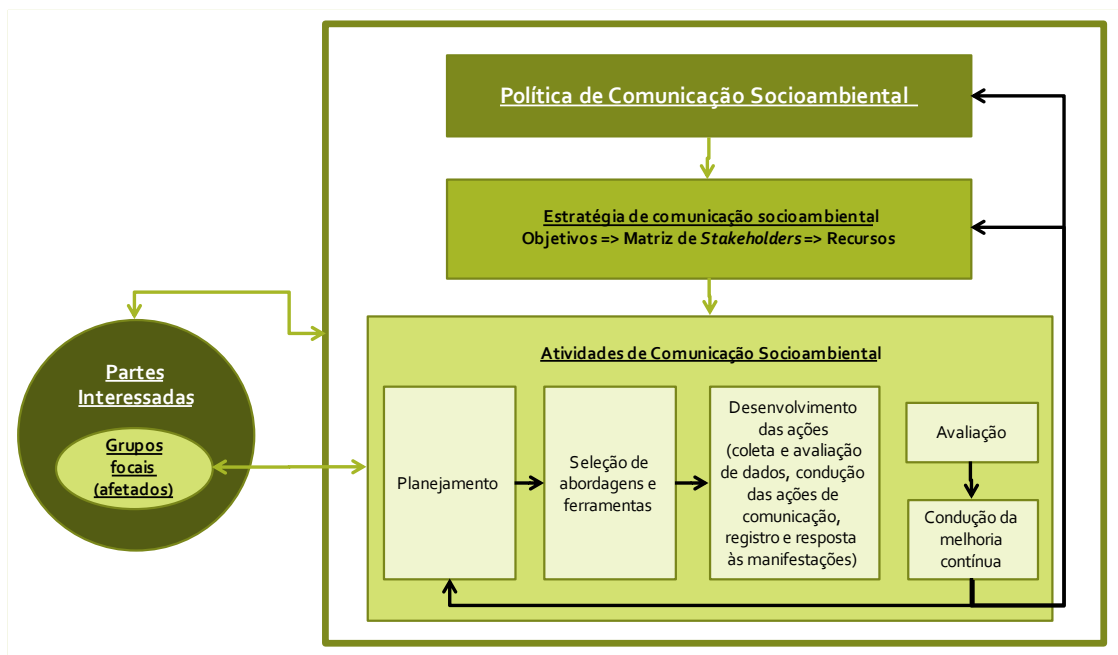 Política de Comunicação Socioambiental
Estratégia de comunicação socioambiental
Objetivos => Matriz de Stakeholders => Recursos
Partes
Interessadas
Grupos
focais
(afetados)
Atividades de Comunicação Socioambiental
Planejamento
Seleção de
abordagens e
ferramentas
Desenvolvimento
das ações
(coleta e avaliação
de dados, condução
das ações de
comunicação,
registro e resposta
às manifestações)
Avaliação
Condução da
melhoria
contínua